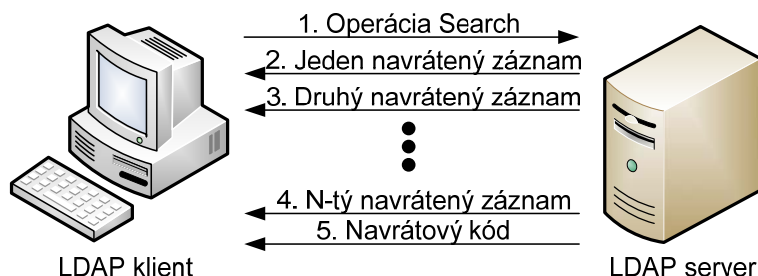 1. Operácia Search
2. Jeden navrátený záznam
3. Druhý navrátený záznam
4. N-tý navrátený záznam
5. Navrátový kód
LDAP klient
LDAP server